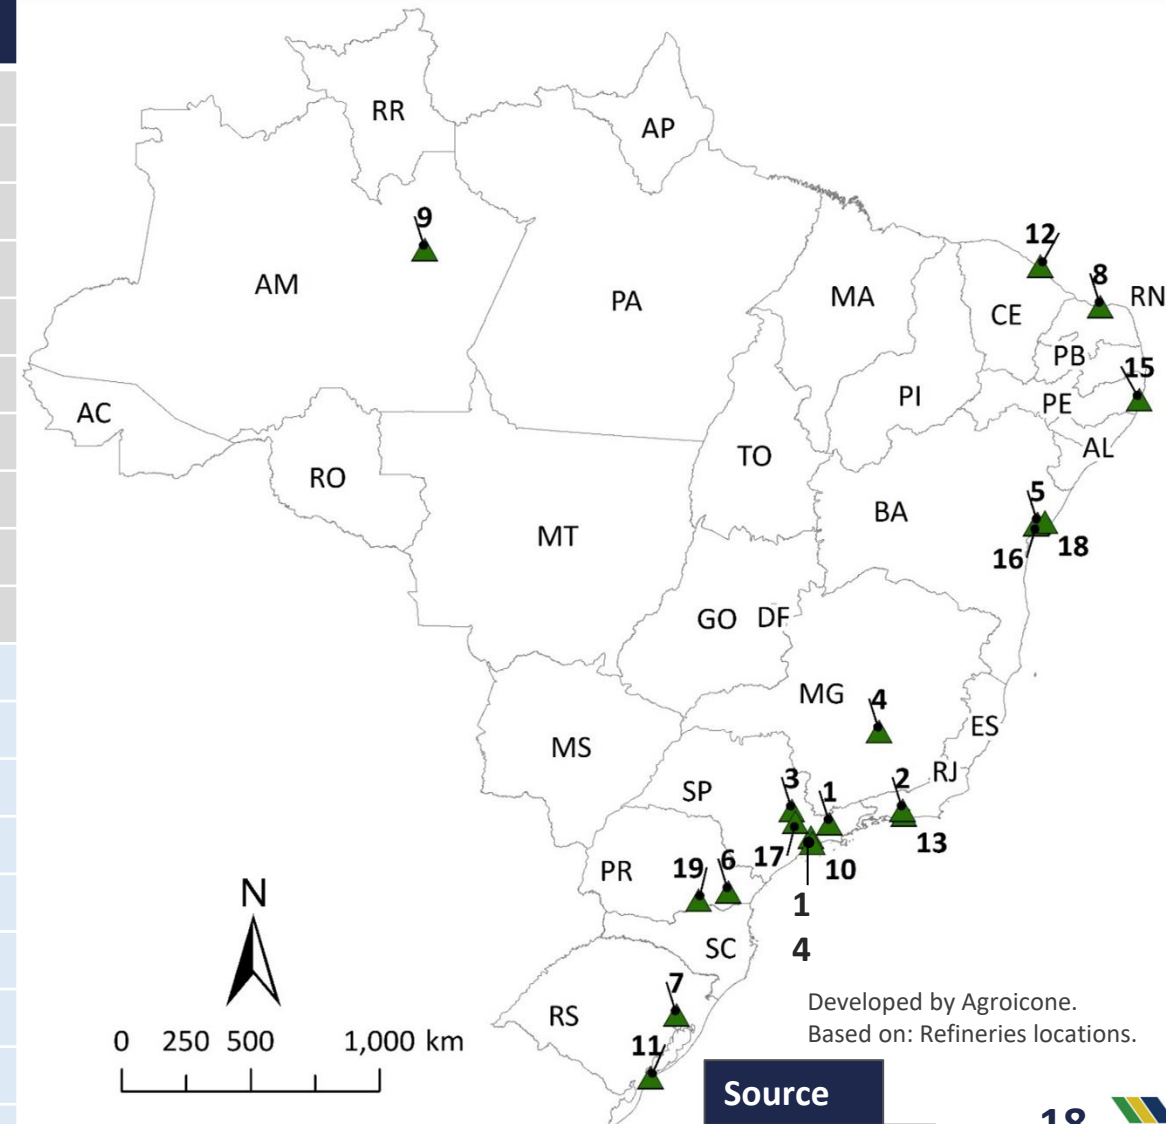 RR
AP
9
12
AM
8
RN
PA
MA
CE
PB
15
PI
PE
AC
AL
TO
RO
5
BA
MT
16
18
GO
DF
MG
4
ES
MS
RJ
SP
3
1
2
17
13
PR
19
6
10
N
1
4
SC
7
RS
Developed by Agroicone.
Based on: Refineries locations.
0 250 500 1,000 km
11
Source
18